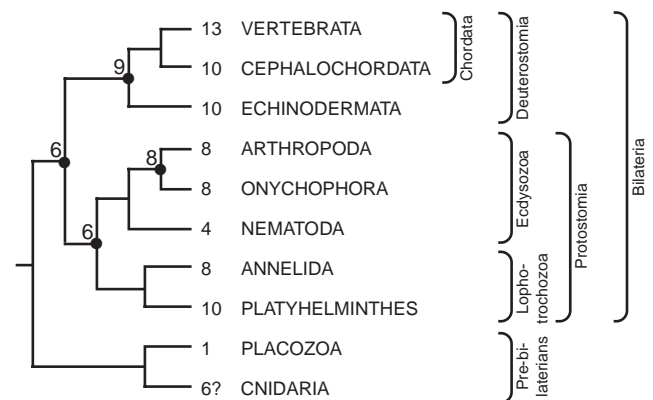 13 VERTEBRATA
9
10 CEPHALOCHORDATA
10 ECHINODERMATA
8 ARTHROPODA
8
6
8 ONYCHOPHORA
4 NEMATODA
6
8 ANNELIDA
10 PLATYHELMINTHES
1 PLACOZOA
6? CNIDARIA
Chordata
Deuterostomia
Ecdysozoa
Lopho-
trochozoa
Pre-bi-
laterians
Protostomia
Bilateria